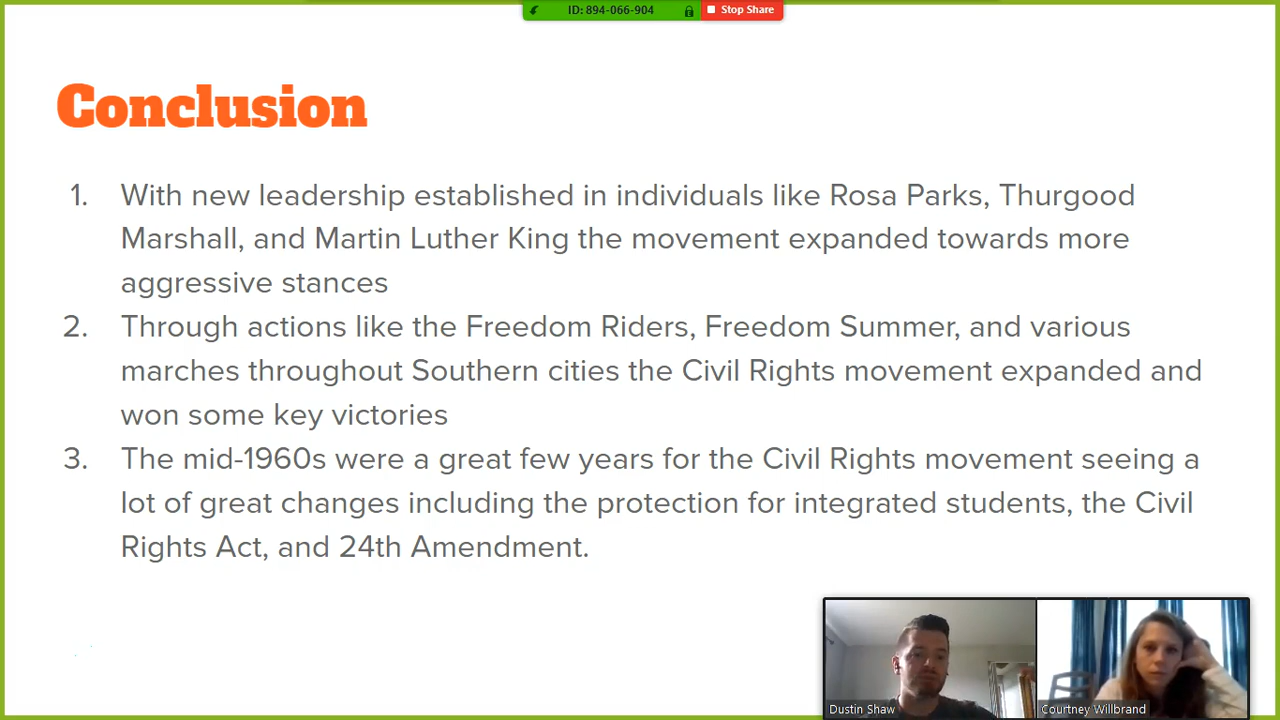 ID: 894-066-904
Stop Share
Conclusion
1. With new leadership established in individuals like Rosa Parks, Thurgood
Marshall, and Martin Luther King the movement expanded towards more
aggressive stances
2. Through actions like the Freedom Riders, Freedom Summer, and various
marches throughout Southern cities the Civil Rights movement expanded and
won some key victories
3. The mid-1960s were a great few years for the Civil Rights movement seeing a
lot of great changes including the protection for integrated students, the Civil
Rights Act, and 24th Amendment.
Dustin Shaw
Courtney Willbrand